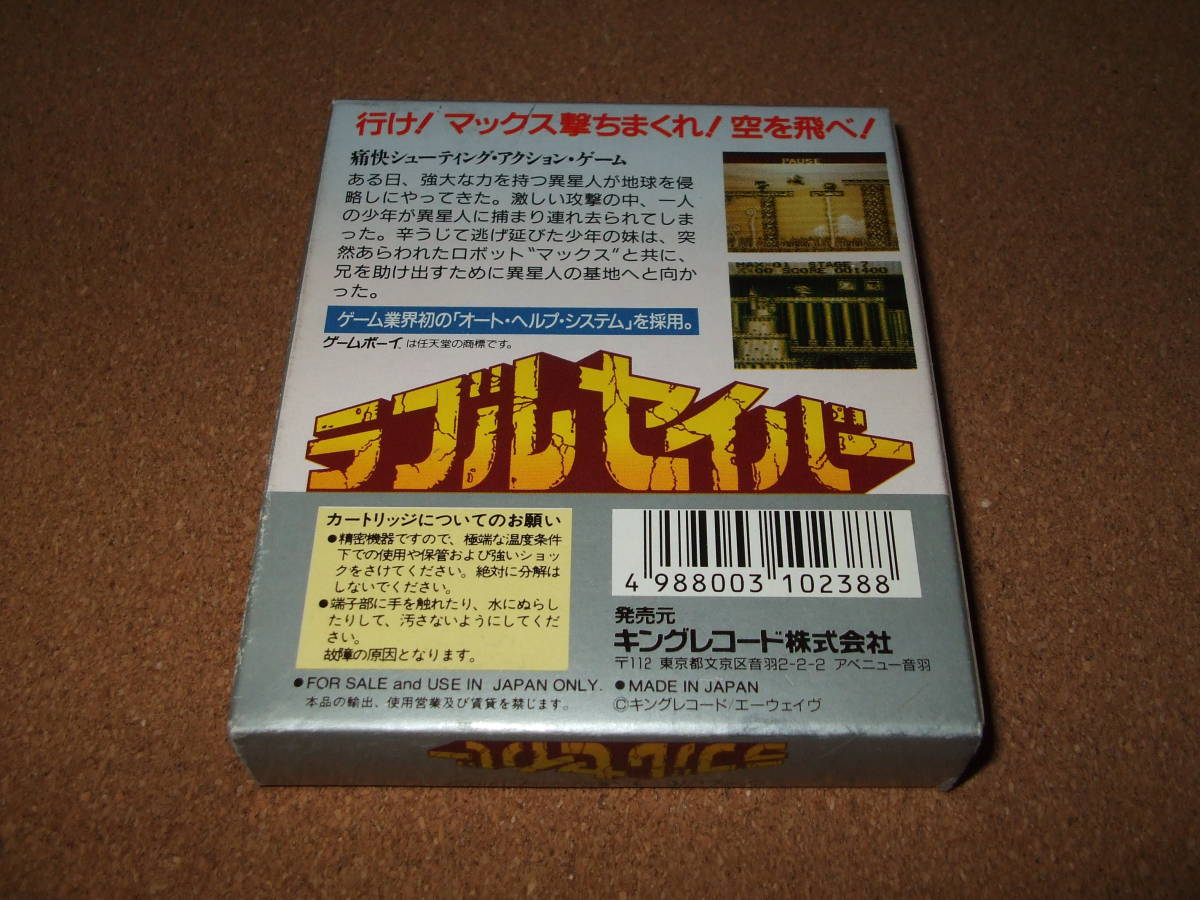 行け！マックス撃ちまくれ！空を飛べ！
痛快シューティング・アクション・ゲーム
ある日、強大な力を持つ異星人が地球を侵
略しにやってきた。激しい攻撃の中、一人
の少年が異星人に捕まり連れ去られてしま
った。辛うじて逃げ延びた少年の妹は、突
然あらわれたロボット“マックス”と共に、
兄を助け出すために異星人の基地へと向か
った。
ゲーム業界初の「オート・ヘルプ・システム」を採用。
ゲームボーイ™は任天堂の商標です。
PAUSE
MAX-01 STAGE 2
×00 SCORE 001400
ラブルセイバー
カートリッジについてのお願い
●精密機器ですので、極端な温度条件
下での使用や保管および強いショッ
クをさけてください。絶対に分解は
しないでください。
●端子部に手を触れたり、水にぬらし
たりして、汚さないようにしてくだ
さい。
故障の原因となります。
4 988003 102388
発売元
キングレコード株式会社
〒112 東京都文京区音羽2-2-2 アベニュー音羽
●FOR SALE and USE IN JAPAN ONLY.
本品の輸出、使用営業及び賃貸を禁じます。
●MADE IN JAPAN
©キングレコード/エーウェイヴ
ラブルセイバー